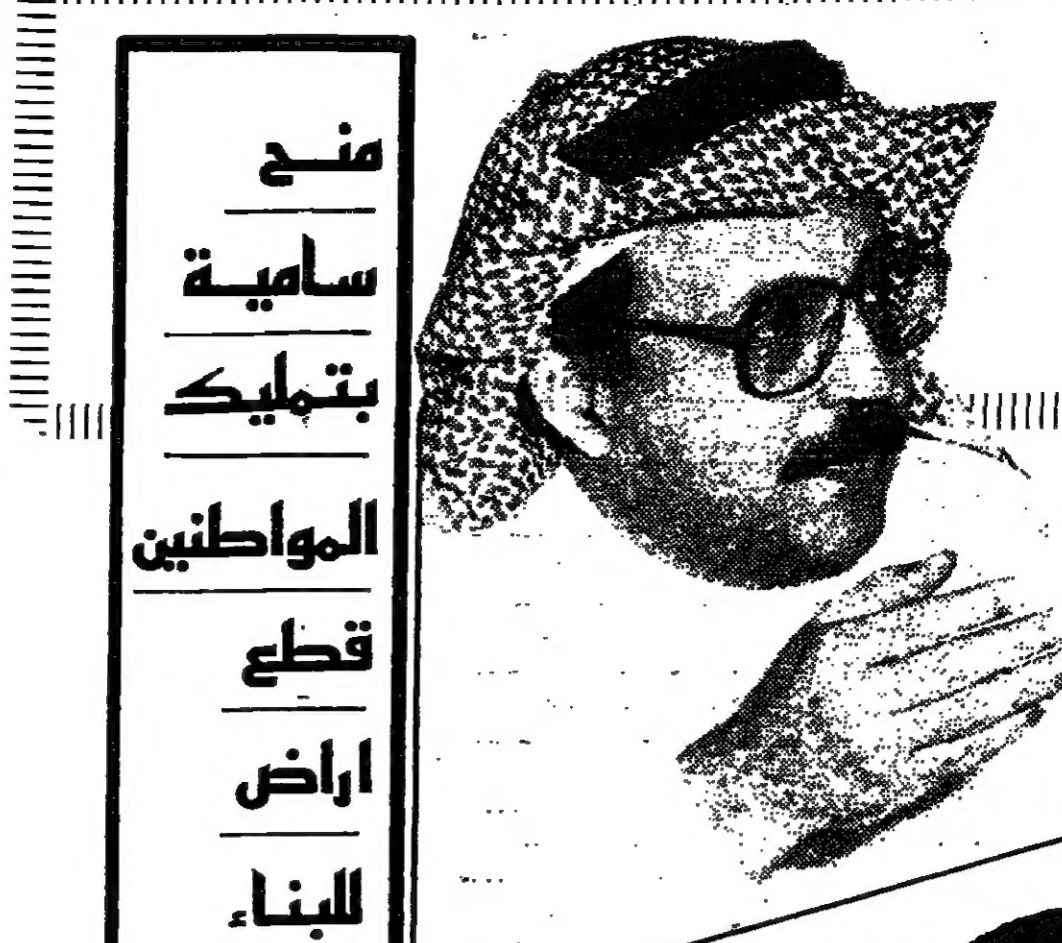 منح
سامية
بتمليك
المواطنين
قطع
اراض
للبناء